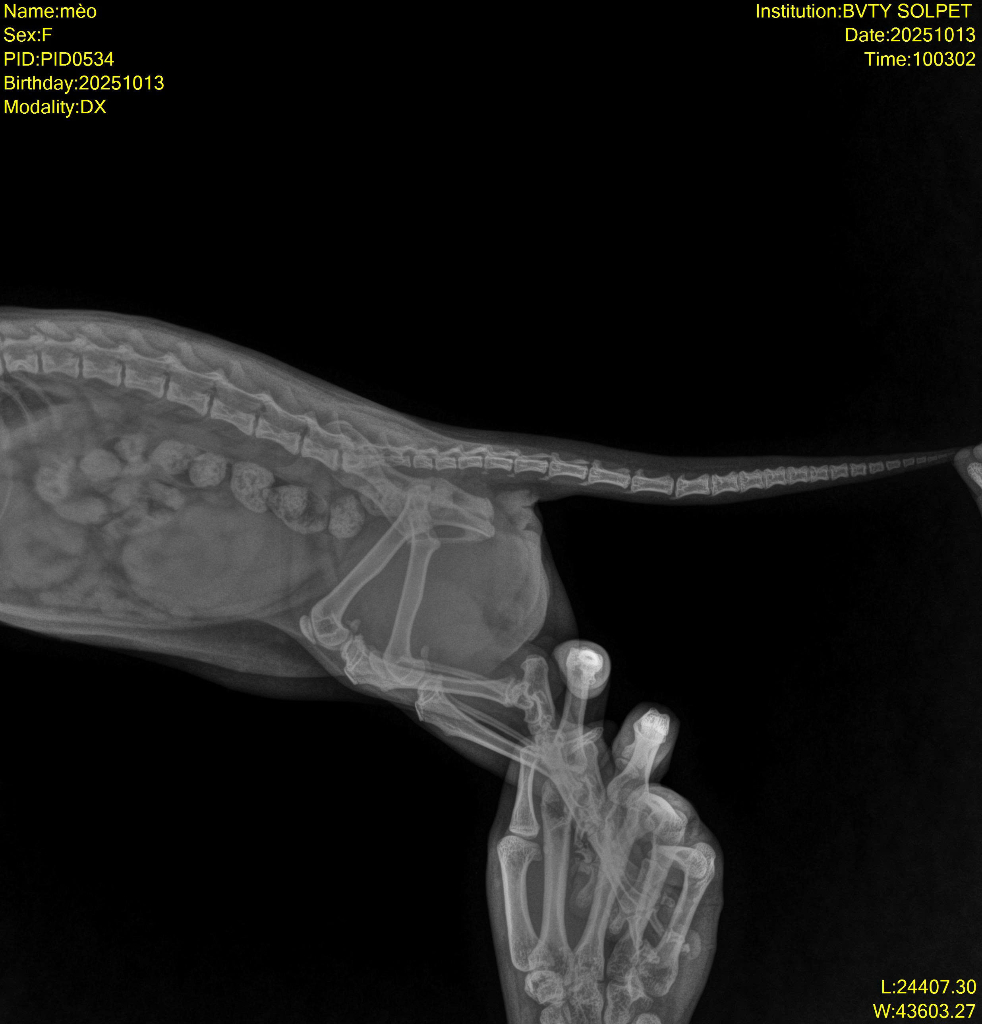 Name:mèo
Sex:F
PID:PID0534
Birthday:20251013
Modality:DX
Institution:BVTY SOLPET
Date:20251013
Time:100302
L:24407.30
W:43603.27